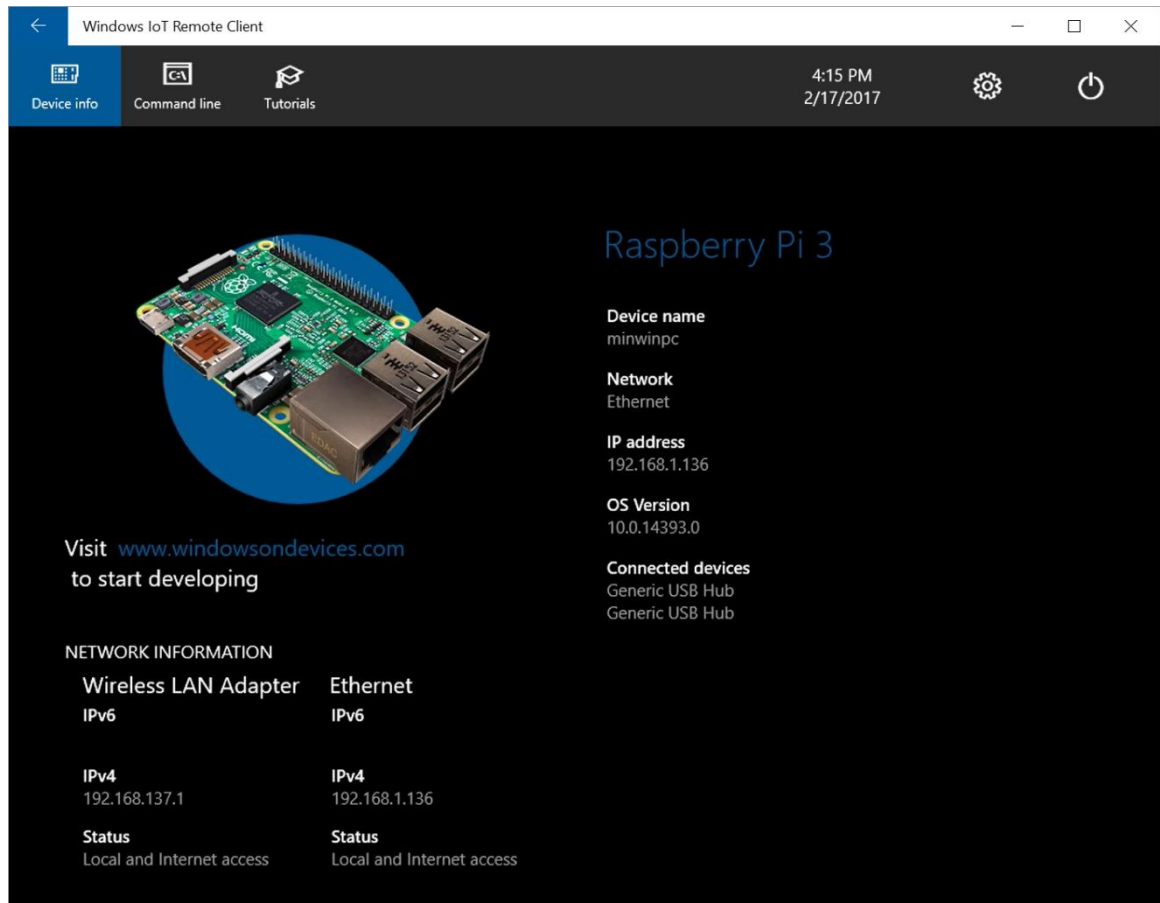 Windows IoT Remote Client
Device info
Command line
Tutorials
4:15 PM
2/17/2017
Raspberry Pi 3
Device name
minwinpc
Network
Ethernet
IP address
192.168.1.136
OS Version
10.0.14393.0
Connected devices
Generic USB Hub
Generic USB Hub
Visit www.windowsondevices.com
to start developing
NETWORK INFORMATION
Wireless LAN Adapter
IPv6
IPv4
192.168.137.1
Status
Local and Internet access
Ethernet
IPv6
IPv4
192.168.1.136
Status
Local and Internet access
C:\
HDMI